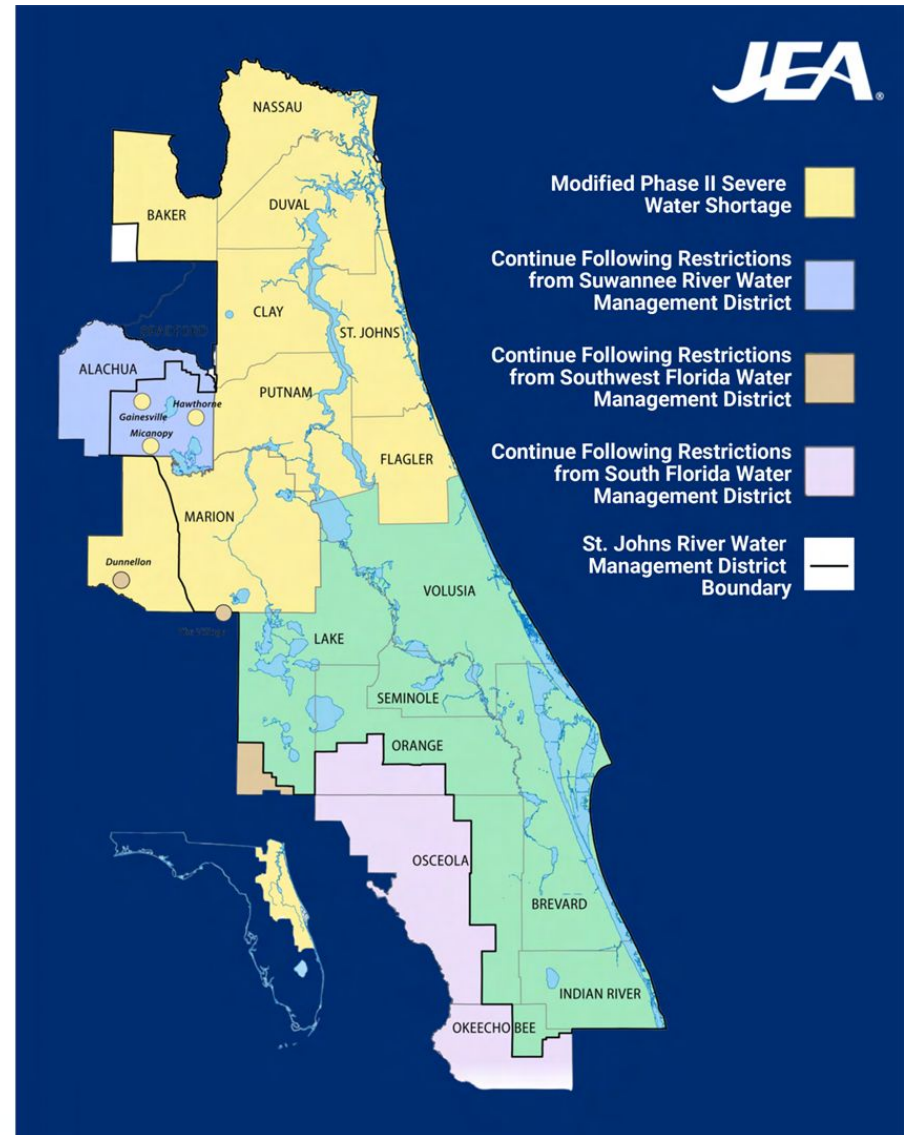 JEA®
Modified Phase II Severe
Water Shortage
Continue Following Restrictions
from Suwannee River Water
Management District
Continue Following Restrictions
from Southwest Florida Water
Management District
Continue Following Restrictions
from South Florida Water
Management District
St. Johns River Water
Management District
Boundary
NASSAU
BAKER
DUVAL
CLAY
ST. JOHNS
ALACHUA
PUTNAM
Hawthorne
Gainesville
Micanopy
FLAGLER
MARION
Dunnellon
VOLUSIA
LAKE
SEMINOLE
ORANGE
OSCEOLA
BREVARD
INDIAN RIVER
OKEECHOBEE